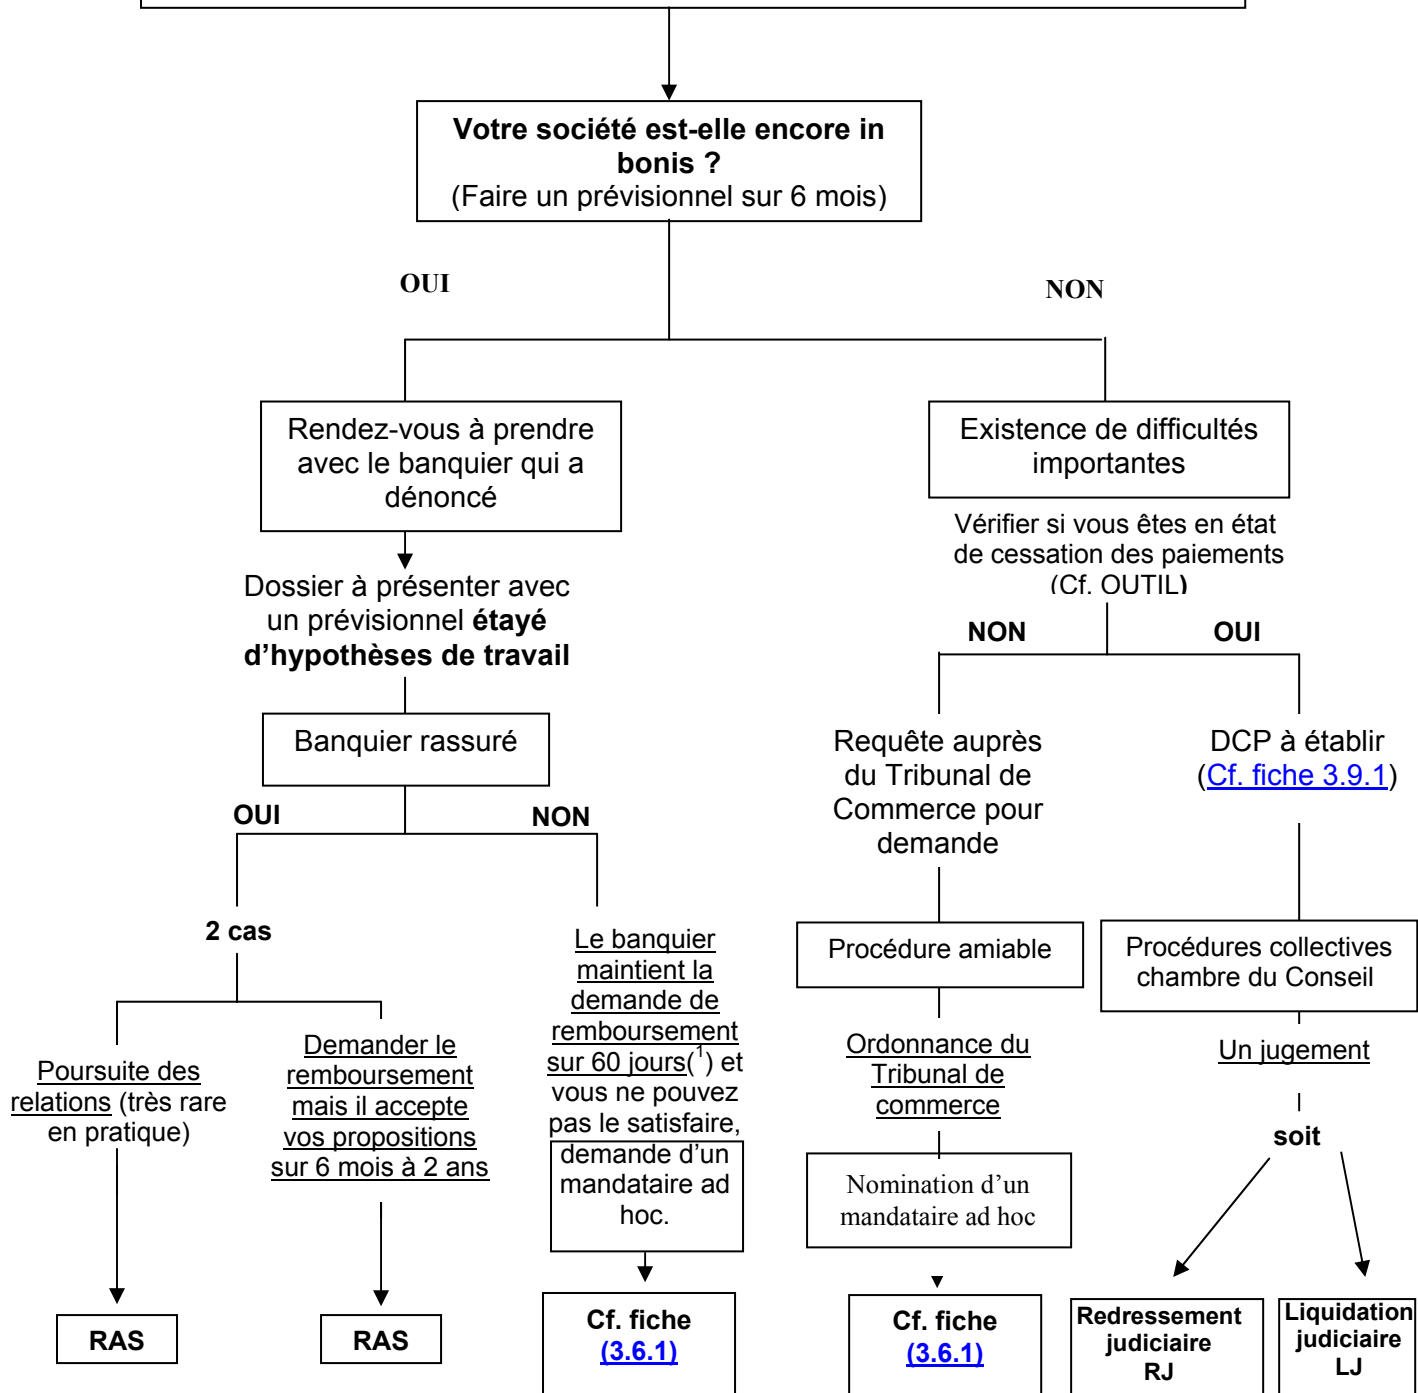 Votre société est-elle encore in
bonis ?
(Faire un prévisionnel sur 6 mois)
OUI
NON
Rendez-vous à prendre
avec le banquier qui a
dénoncé
Existence de difficultés
importantes
Vérifier si vous êtes en état
de cessation des paiements
(Cf. OUTIL)
Dossier à présenter avec
un prévisionnel étayé
d’hypothèses de travail
NON
OUI
Banquier rassuré
Requête auprès
du Tribunal de
Commerce pour
demande
DCP à établir
(Cf. fiche 3.9.1)
OUI
NON
2 cas
Le banquier
maintient la
demande de
remboursement
sur 60 jours(1) et
vous ne pouvez
pas le satisfaire,
demande d’un
mandataire ad
hoc.
Procédure amiable
Procédures collectives
chambre du Conseil
Poursuite des
relations (très rare
en pratique)
Demander le
remboursement
mais il accepte
vos propositions
sur 6 mois à 2 ans
Ordonnance du
Tribunal de
commerce
Un jugement
soit
Nomination d’un
mandataire ad hoc
RAS
RAS
Cf. fiche
(3.6.1)
Cf. fiche
(3.6.1)
Redressement
judiciaire
RJ
Liquidation
judiciaire
LJ